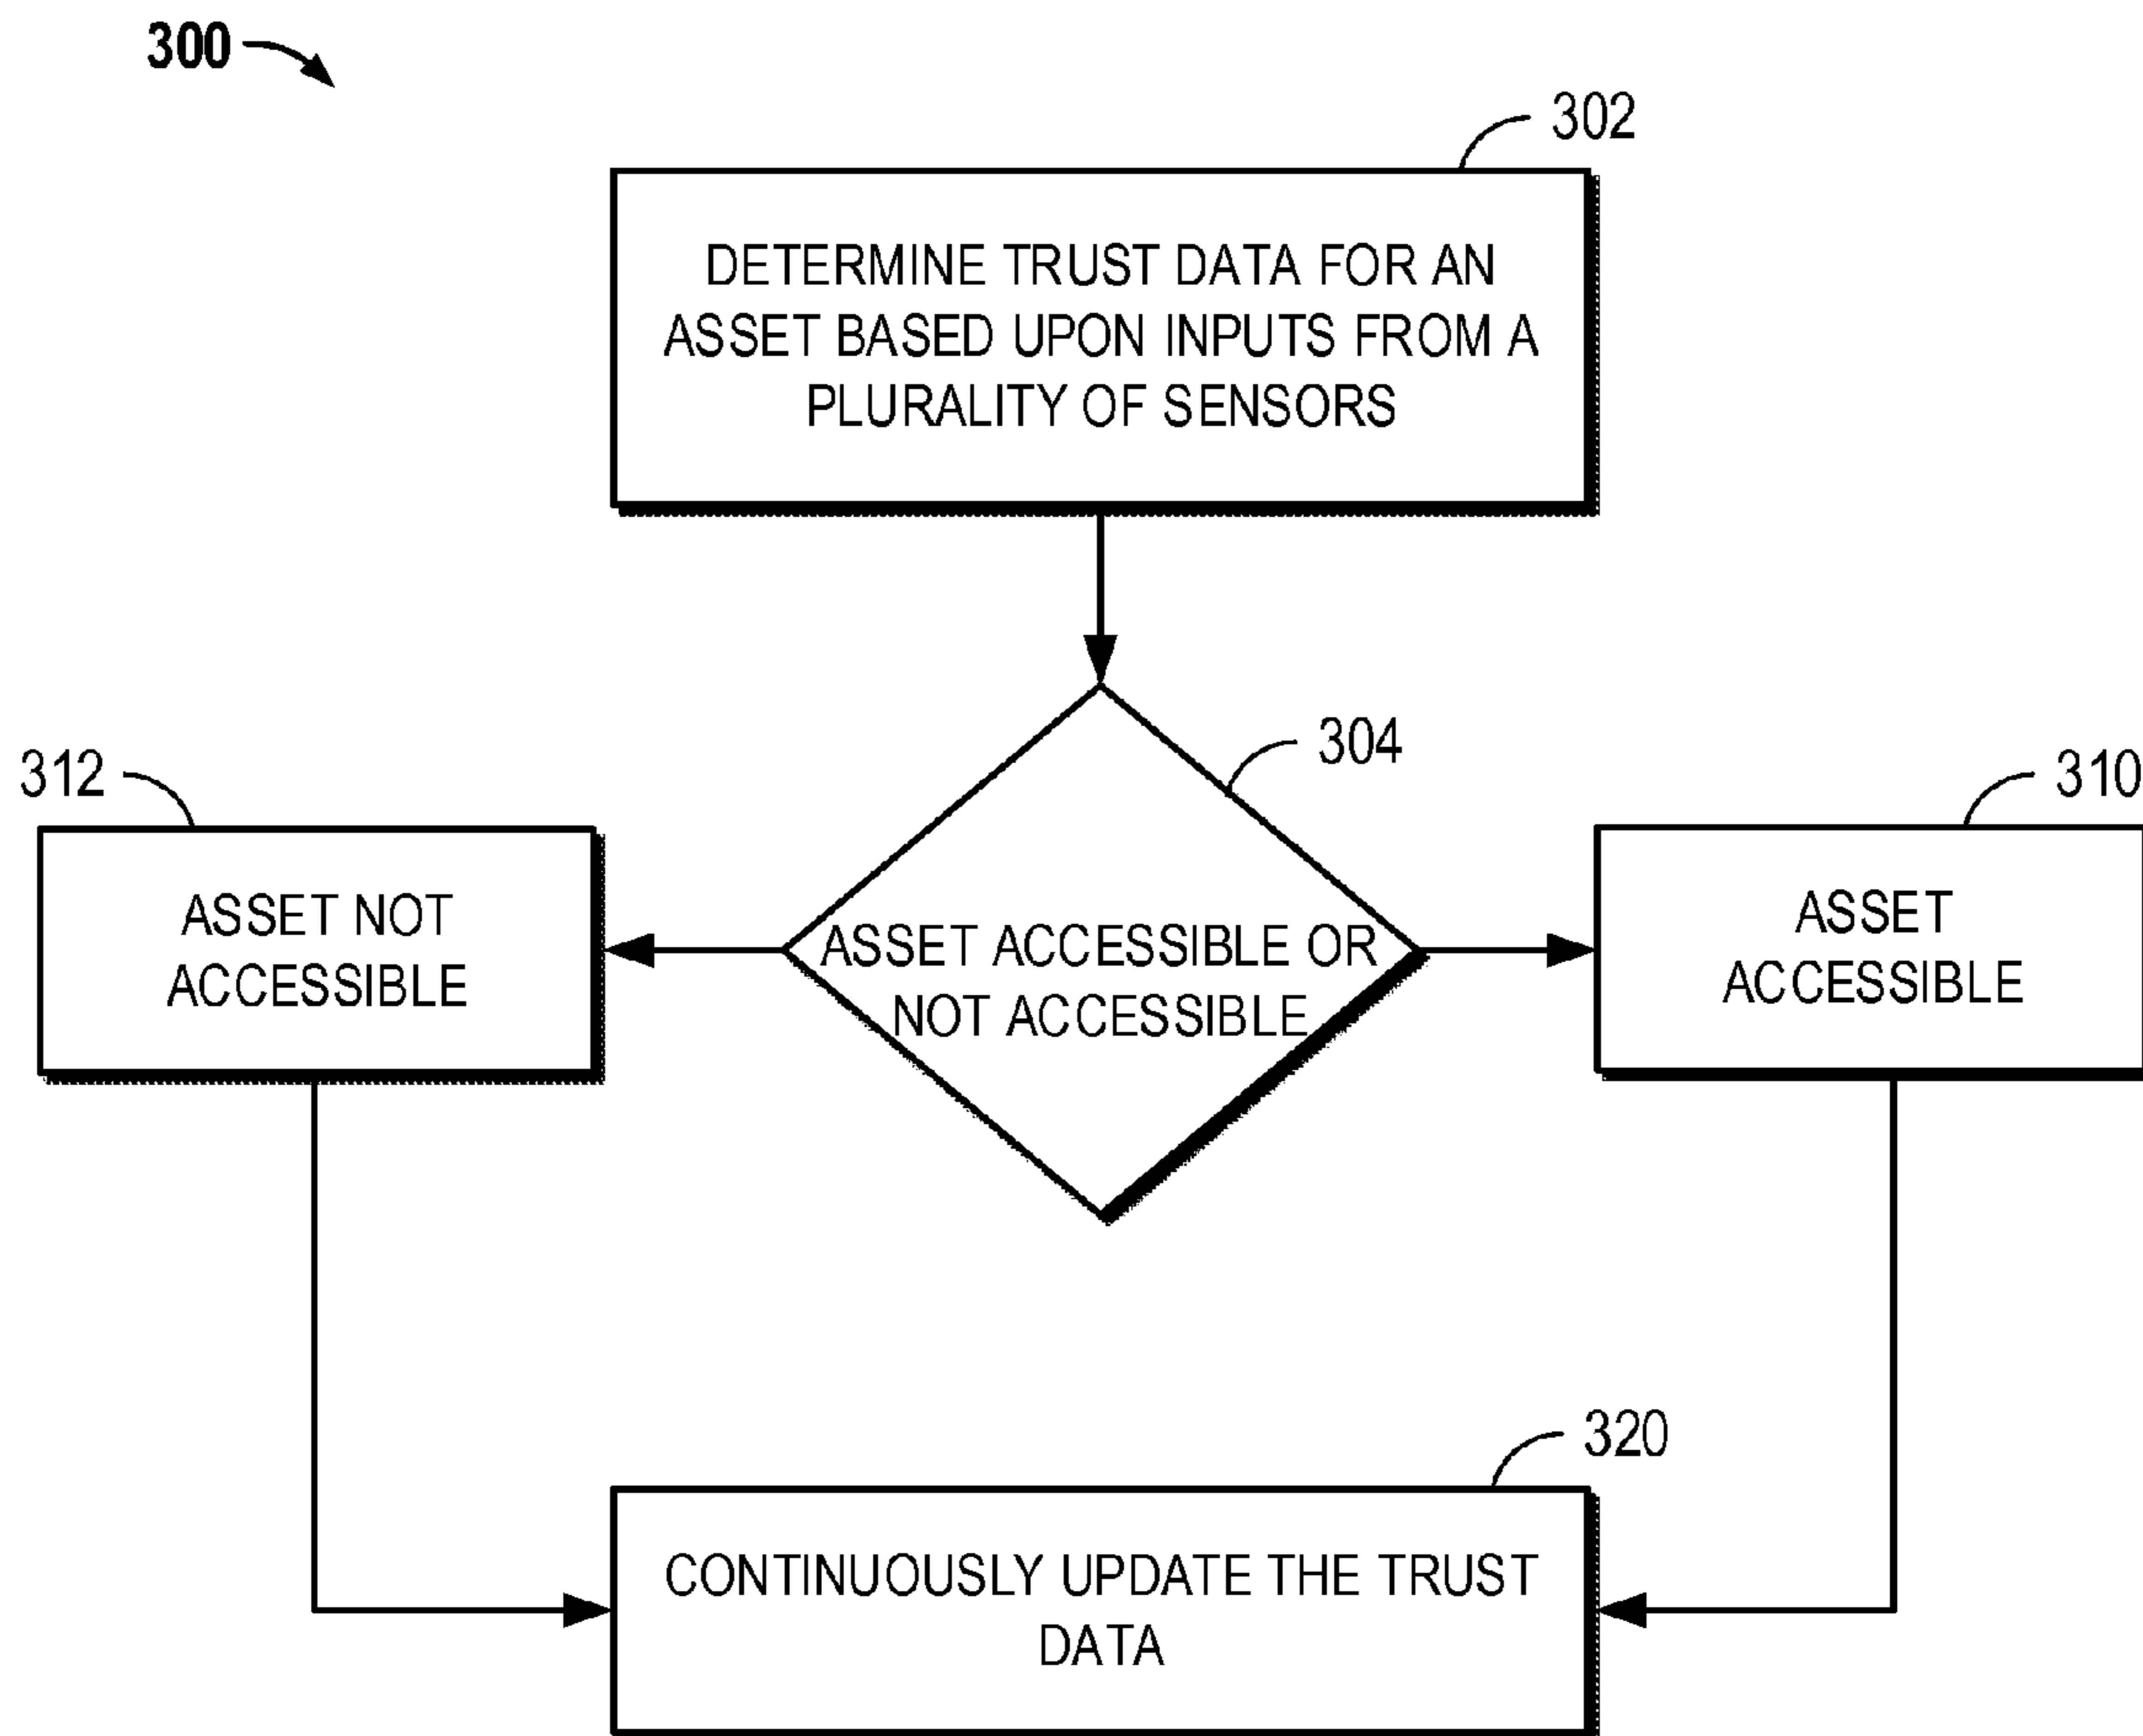 300
302
DETERMINE TRUST DATA FOR AN
ASSET BASED UPON INPUTS FROM A
PLURALITY OF SENSORS
304
312
310
ASSET NOT
ACCESSIBLE
ASSET ACCESSIBLE OR
NOT ACCESSIBLE
ASSET
ACCESSIBLE
320
CONTINUOUSLY UPDATE THE TRUST
DATA